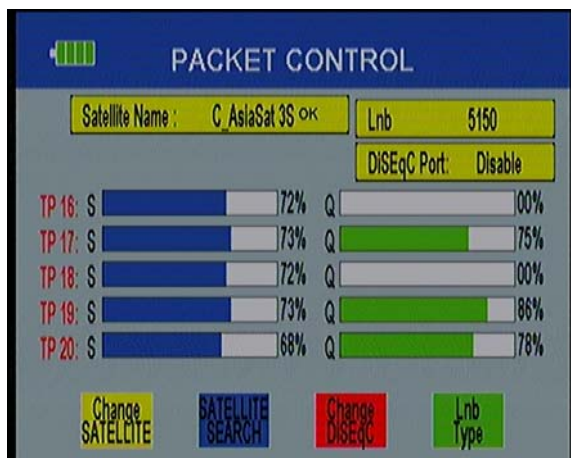 PACKET CONTROL
Satellite Name : C_AsiaSat 3S OK
Lnb 5150
DiSEqC Port: Disable
TP 16: S 72% Q 00%
TP 17: S 73% Q 75%
TP 18: S 72% Q 00%
TP 19: S 73% Q 86%
TP 20: S 68% Q 78%
Change
SATELLITE
SATELLITE
SEARCH
Change
DISEqC
Lnb
Type